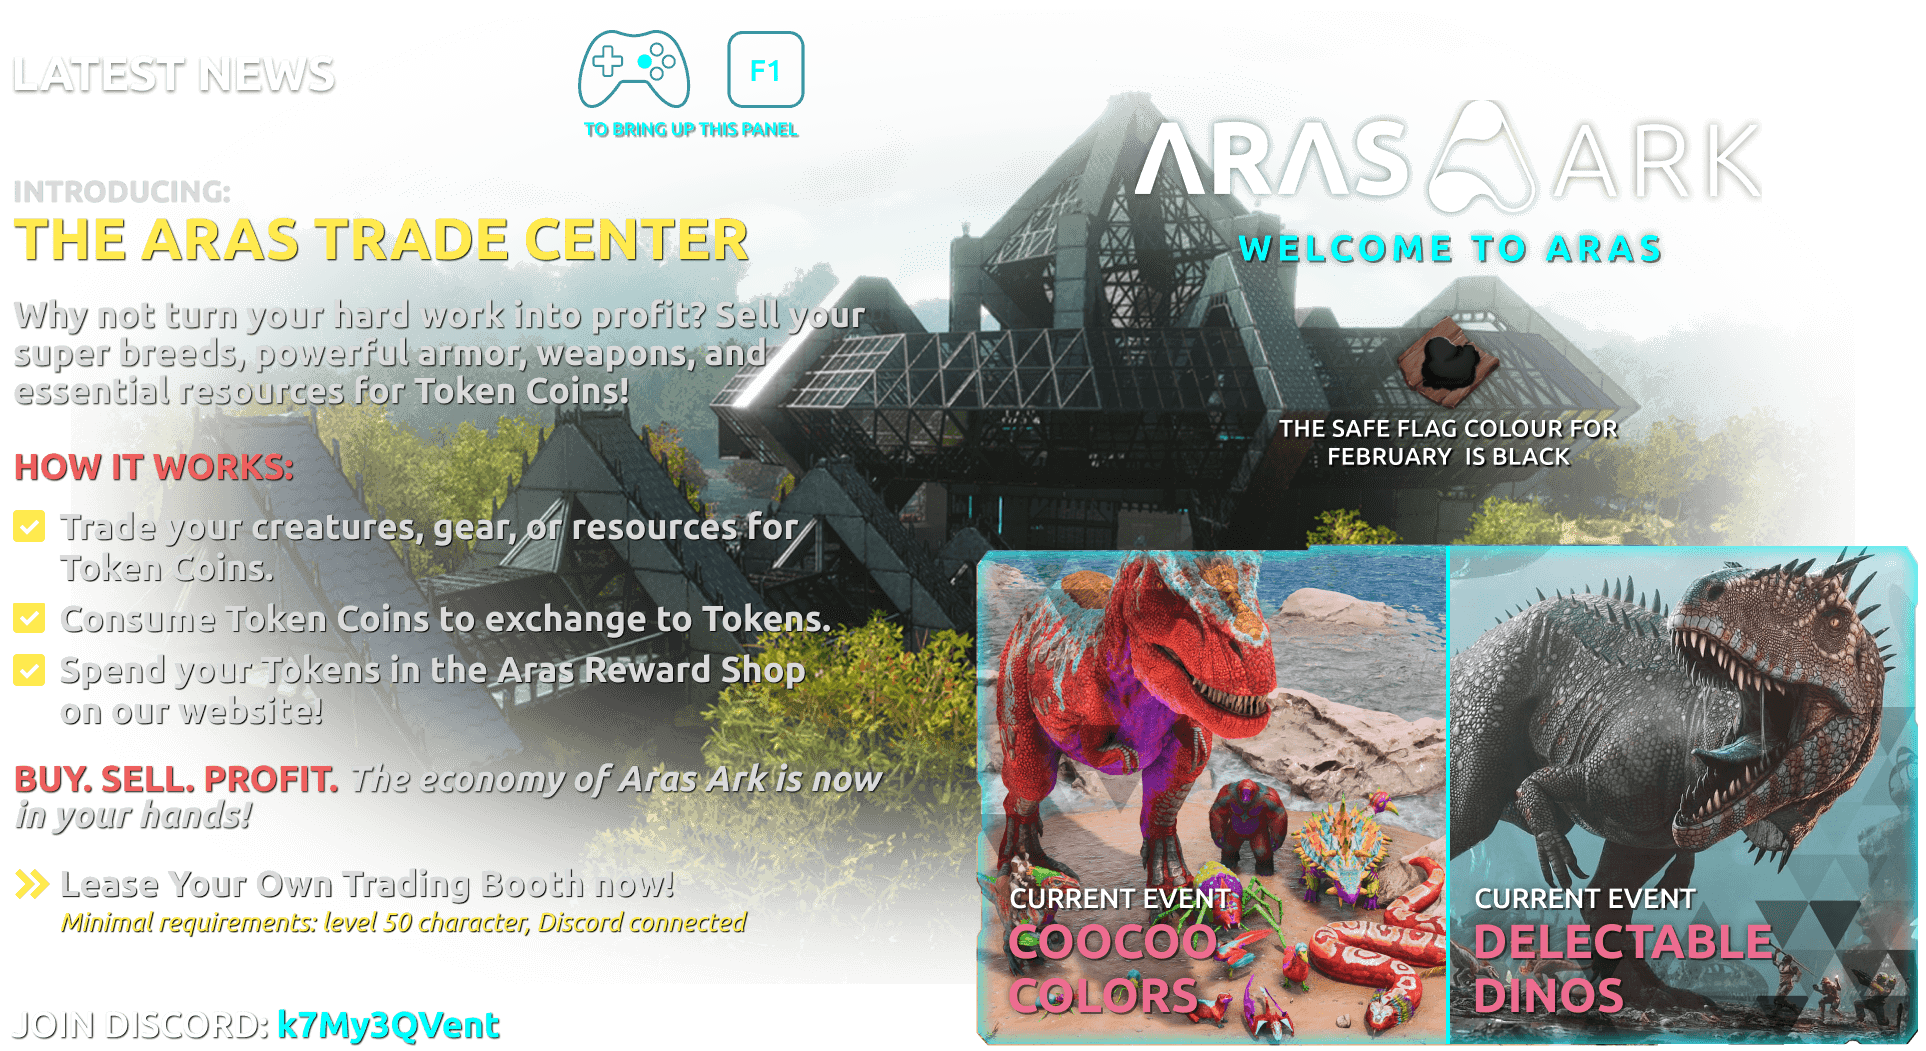 LATEST NEWS
F1
TO BRING UP THIS PANEL
INTRODUCING:
THE ARAS TRADE CENTER
Why not turn your hard work into profit? Sell your
super breeds, powerful armor, weapons, and
essential resources for Token Coins!
HOW IT WORKS:
Trade your creatures, gear, or resources for
Token Coins.
Consume Token Coins to exchange to Tokens.
Spend your Tokens in the Aras Reward Shop
on our website!
BUY. SELL. PROFIT. The economy of Aras Ark is now
in your hands!
Lease Your Own Trading Booth now!
Minimal requirements: level 50 character, Discord connected
JOIN DISCORD: k7My3QVent
ARAS ARK
WELCOME TO ARAS
THE SAFE FLAG COLOUR FOR
FEBRUARY IS BLACK
CURRENT EVENT
COOCOO
COLORS
CURRENT EVENT
DELECTABLE
DINOS